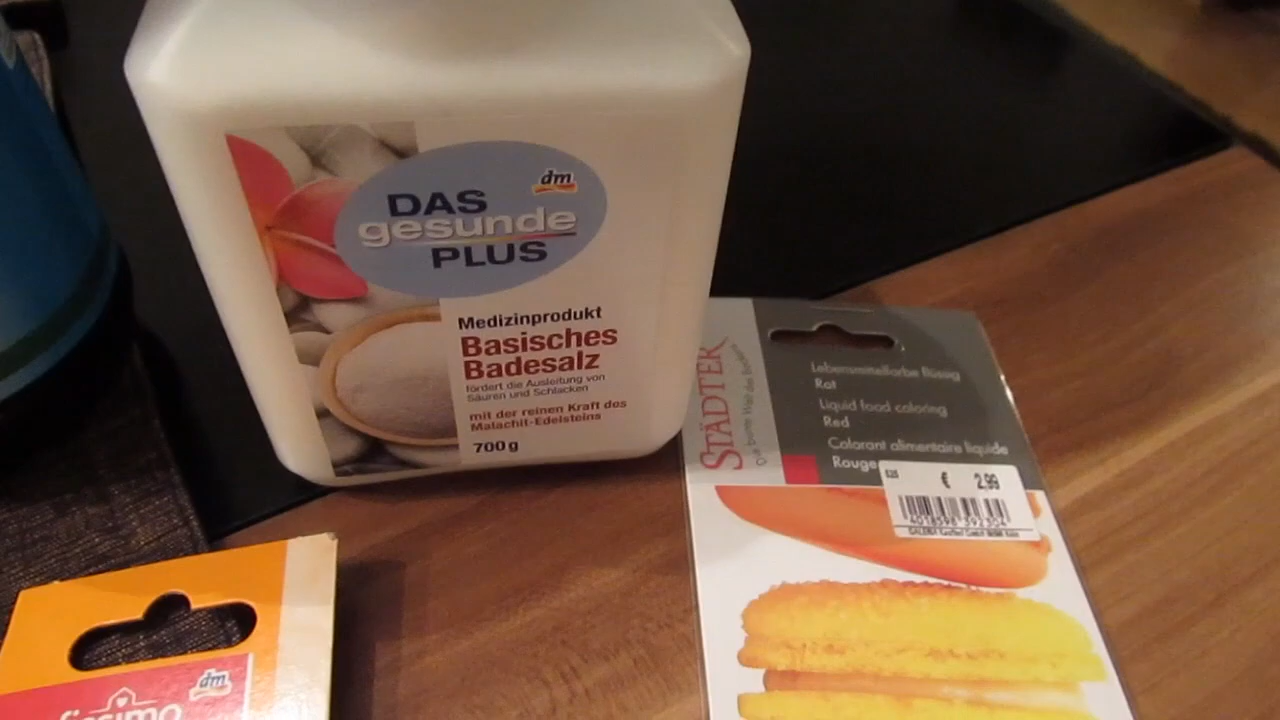 DAS
gesunde
PLUS
dm
Medizinprodukt
Basisches
Badesalz
fördert die Ausleitung von
Säuren und Schlacken
mit der reinen Kraft des
Malachit-Edelsteins
700 g
STÄDTER
Lebensmittelfarbe flüssig
Rot
Liquid food coloring
Red
Colorant alimentaire liquide
Rouge
€ 2,99
dm